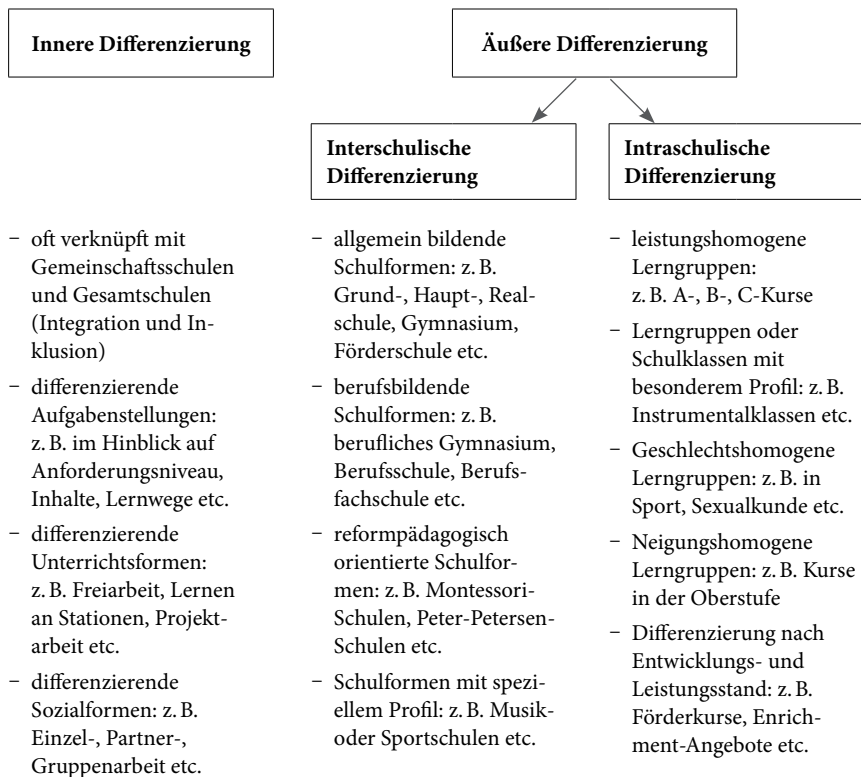 Innere Differenzierung
Äußere Differenzierung
Interschulische
Differenzierung
Intraschulische
Differenzierung
– oft verknüpft mit
Gemeinschaftsschulen
und Gesamtschulen
(Integration und In-
klusion)
– differenzierende
Aufgabenstellungen:
z. B. im Hinblick auf
Anforderungsniveau,
Inhalte, Lernwege etc.
– differenzierende
Unterrichtsformen:
z. B. Freiarbeit, Lernen
an Stationen, Projekt-
arbeit etc.
– differenzierende
Sozialformen: z. B.
Einzel-, Partner-,
Gruppenarbeit etc.
– allgemein bildende
Schulformen: z. B.
Grund-, Haupt-, Real-
schule, Gymnasium,
Förderschule etc.
– berufsbildende
Schulformen: z. B.
berufliches Gymnasium,
Berufsschule, Berufs-
fachschule etc.
– reformpädagogisch
orientierte Schulfor-
men: z. B. Montessori-
Schulen, Peter-Petersen-
Schulen etc.
– Schulformen mit spezi-
ellem Profil: z. B. Musik-
oder Sportschulen etc.
– leistungshomogene
Lerngruppen:
z. B. A-, B-, C-Kurse
– Lerngruppen oder
Schulklassen mit
besonderem Profil: z. B.
Instrumentalklassen etc.
– Geschlechtshomogene
Lerngruppen: z. B. in
Sport, Sexualkunde etc.
– Neigungshomogene
Lerngruppen: z. B. Kurse
in der Oberstufe
– Differenzierung nach
Entwicklungs- und
Leistungsstand: z. B.
Förderkurse, Enrich-
ment-Angebote etc.